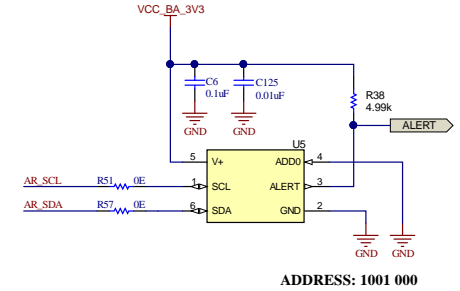 VCC_BA_3V3
C6
0.1uF
C125
0.01uF
R38
4.99k
GND
GND
ALERT
U5
5
V+
ADD0
4
AR_SCL
R51
0E
1
SCL
ALERT
3
AR_SDA
R57
0E
6
SDA
GND
2
GND
GND
ADDRESS: 1001 000